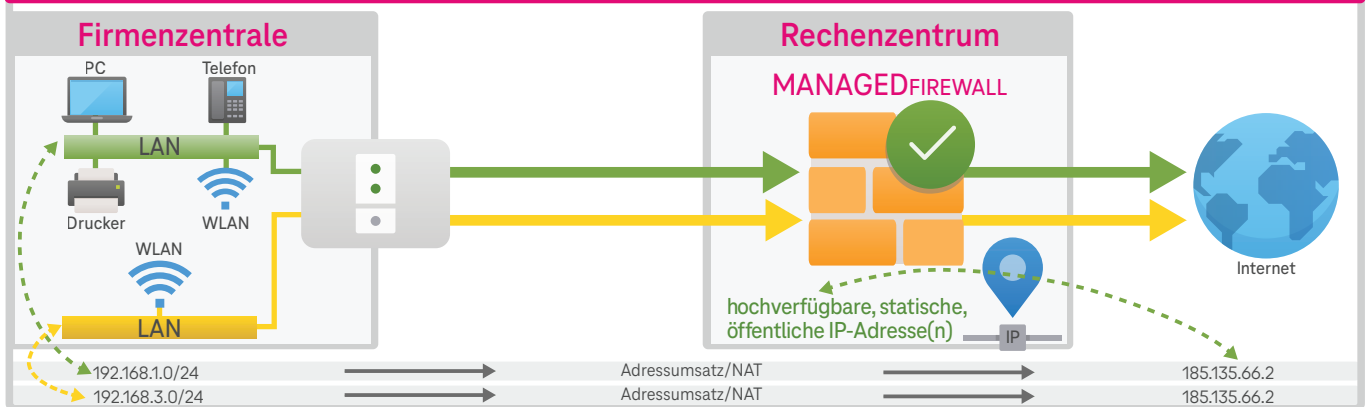 Firmenzentrale
Rechenzentrum
PC
Telefon
LAN
Drucker
WLAN
WLAN
LAN
MANAGEDFIREWALL
hochverfügbare, statische,
öffentliche IP-Adresse(n)
IP
Internet
192.168.1.0/24 Adressumsatz/NAT 185.135.66.2
192.168.3.0/24 Adressumsatz/NAT 185.135.66.2